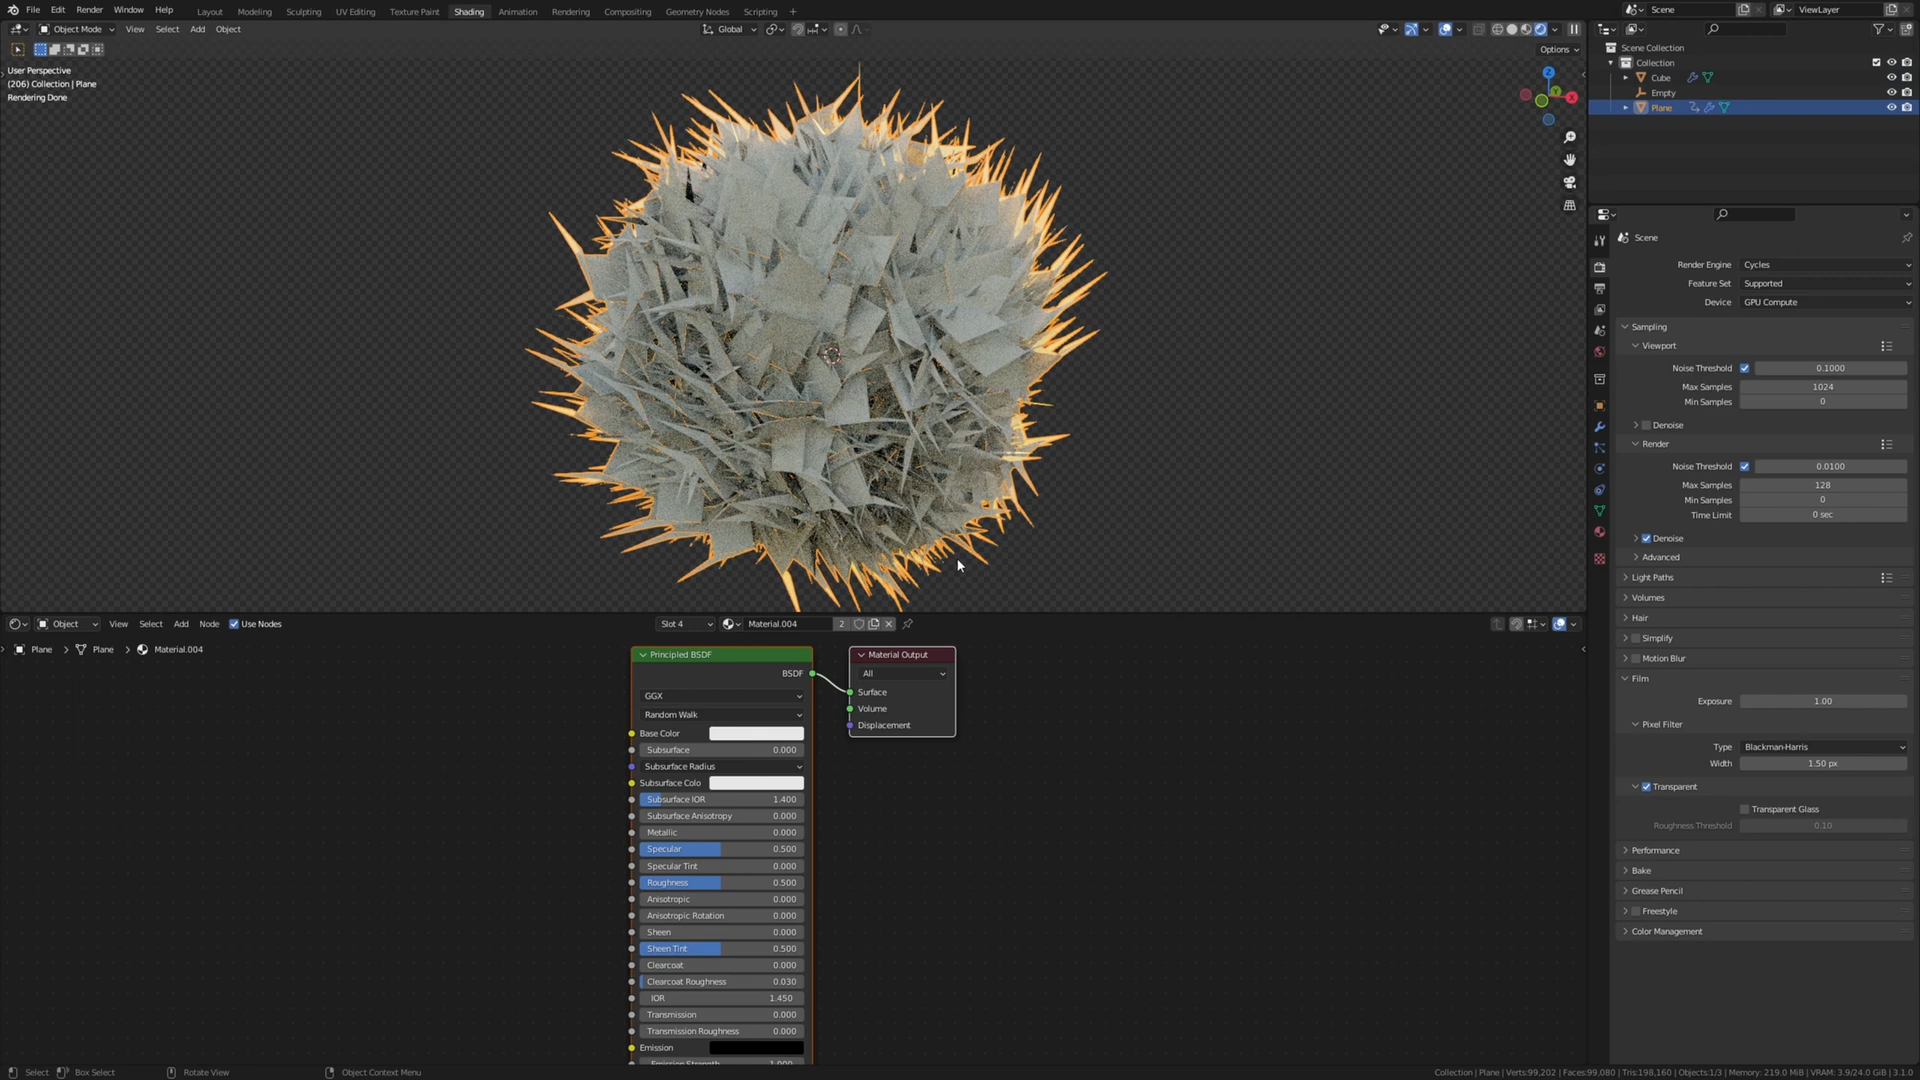 File Edit Render Window Help Layout Modeling Sculpting UV Editing Texture Paint Shading Animation Rendering Compositing Geometry Nodes Scripting + Scene ViewLayer
Object Mode View Select Add Object Global
Options
User Perspective
(206) Collection | Plane
Rendering Done
Z
Y
X
Scene Collection
Collection
Cube
Empty
Plane
Scene
Render Engine Cycles
Feature Set Supported
Device GPU Compute
Sampling
Viewport
Noise Threshold 0.1000
Max Samples 1024
Min Samples 0
Denoise
Render
Noise Threshold 0.0100
Max Samples 128
Min Samples 0
Time Limit 0 sec
Denoise
Advanced
Light Paths
Volumes
Hair
Simplify
Motion Blur
Film
Exposure 1.00
Pixel Filter
Type Blackman-Harris
Width 1.50 px
Transparent
Transparent Glass
Roughness Threshold 0.10
Performance
Bake
Grease Pencil
Freestyle
Color Management
Object View Select Add Node Use Nodes Slot 4 Material.004 2
Plane > Plane > Material.004
Principled BSDF
BSDF
GGX
Random Walk
Base Color
Subsurface 0.000
Subsurface Radius
Subsurface Colo
Subsurface IOR 1.400
Subsurface Anisotropy 0.000
Metallic 0.000
Specular 0.500
Specular Tint 0.000
Roughness 0.500
Anisotropic 0.000
Anisotropic Rotation 0.000
Sheen 0.000
Sheen Tint 0.500
Clearcoat 0.000
Clearcoat Roughness 0.030
IOR 1.450
Transmission 0.000
Transmission Roughness 0.000
Emission
Emission Strength 1.000
Material Output
All
Surface
Volume
Displacement
Select Box Select Rotate View Object Context Menu Collection | Plane | Verts:99,202 | Faces:99,080 | Tris:198,160 | Objects:1/3 | Memory: 219.0 MiB | VRAM: 3.9/24.0 GiB | 3.1.0